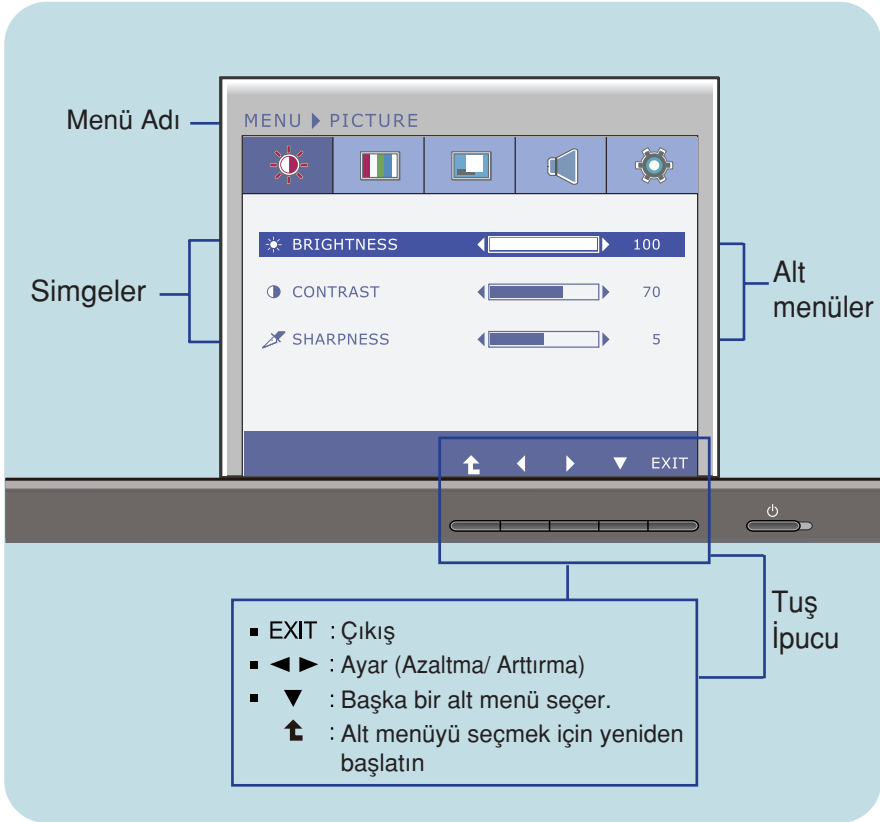 Menü Adı
MENU ▶ PICTURE
Simgeler
BRIGHTNESS 100
CONTRAST 70
SHARPNESS 5
Alt
menüler
EXIT
Tuş
İpucu
▪ EXIT : Çıkış
▪ ◀ ▶ : Ayar (Azaltma/ Arttırma)
▪ ▼ : Başka bir alt menü seçer.
: Alt menüyü seçmek için yeniden
başlatın